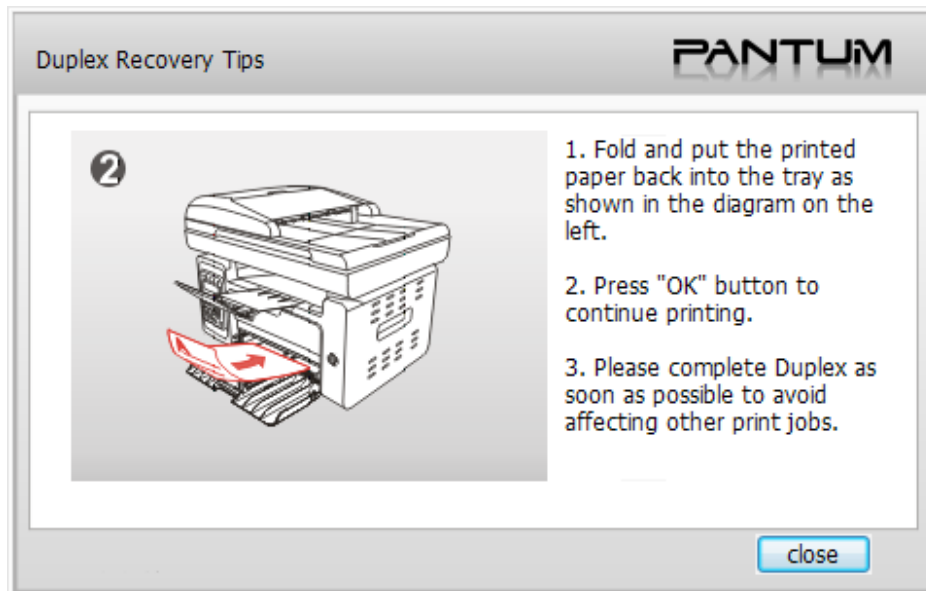 Duplex Recovery Tips
PANTUM
2
1. Fold and put the printed
paper back into the tray as
shown in the diagram on the
left.
2. Press "OK" button to
continue printing.
3. Please complete Duplex as
soon as possible to avoid
affecting other print jobs.
close